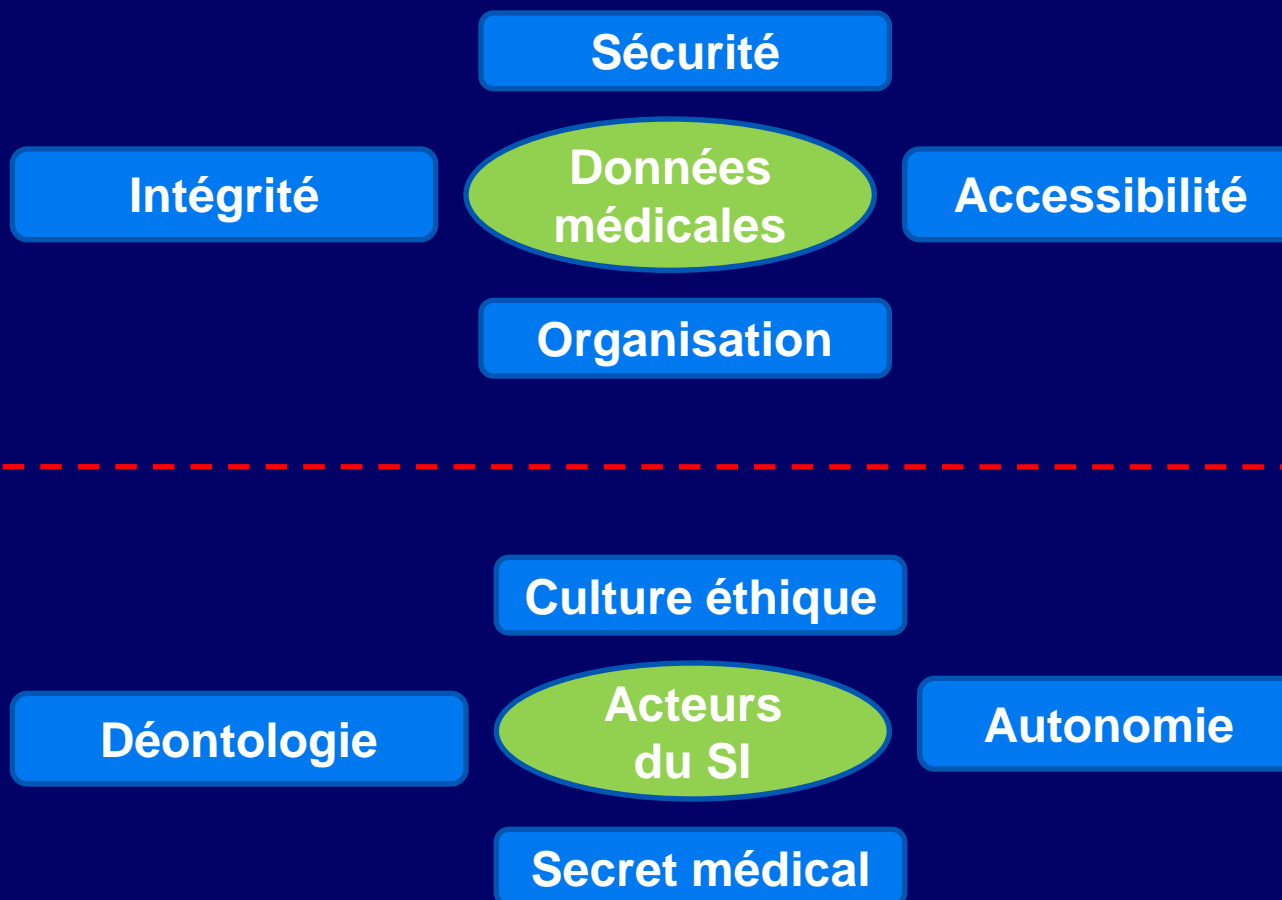 Sécurité
Intégrité
Données
médicales
Accessibilité
Organisation
Culture éthique
Déontologie
Acteurs
du SI
Autonomie
Secret médical